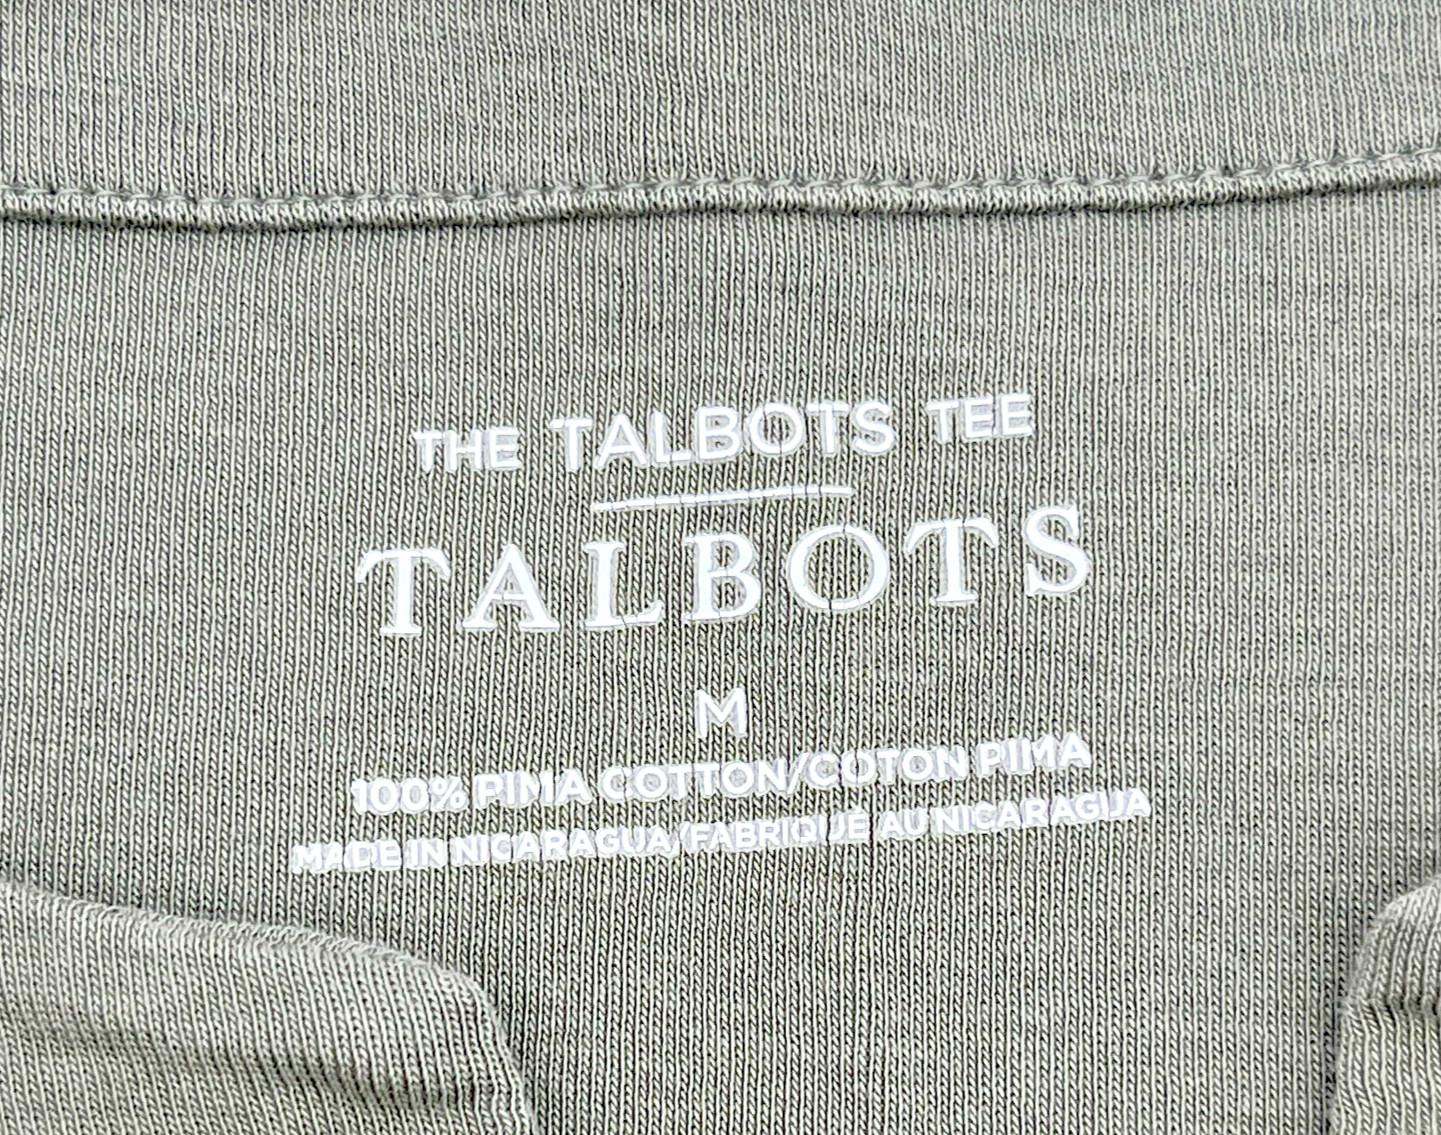 THE TALBOTS TEE
TALBOTS
M
100% PIMA COTTON/COTON PIMA
MADE IN NICARAGUA/FABRIQUÉ AU NICARAGUA